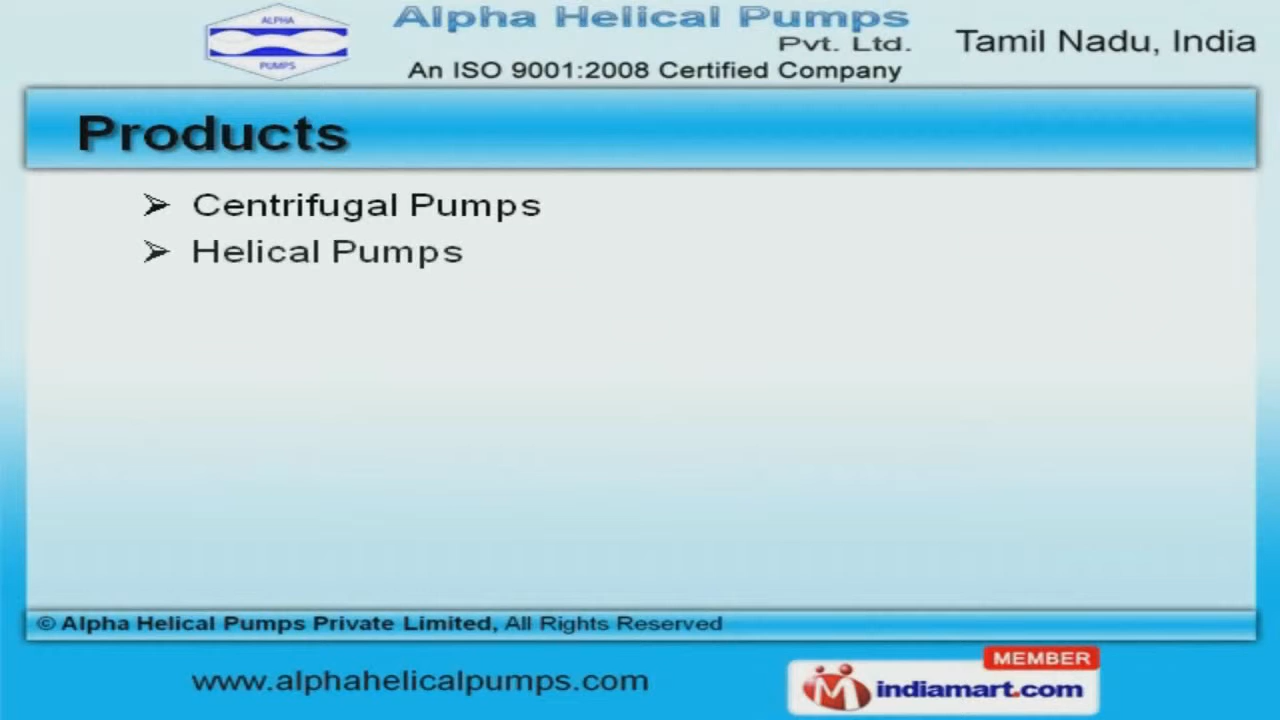 ALPHA
PUMPS
Alpha Helical Pumps
Pvt. Ltd.
An ISO 9001:2008 Certified Company
Tamil Nadu, India
Products
➢ Centrifugal Pumps
➢ Helical Pumps
© Alpha Helical Pumps Private Limited, All Rights Reserved
www.alphahelicalpumps.com
MEMBER
indiamart.com